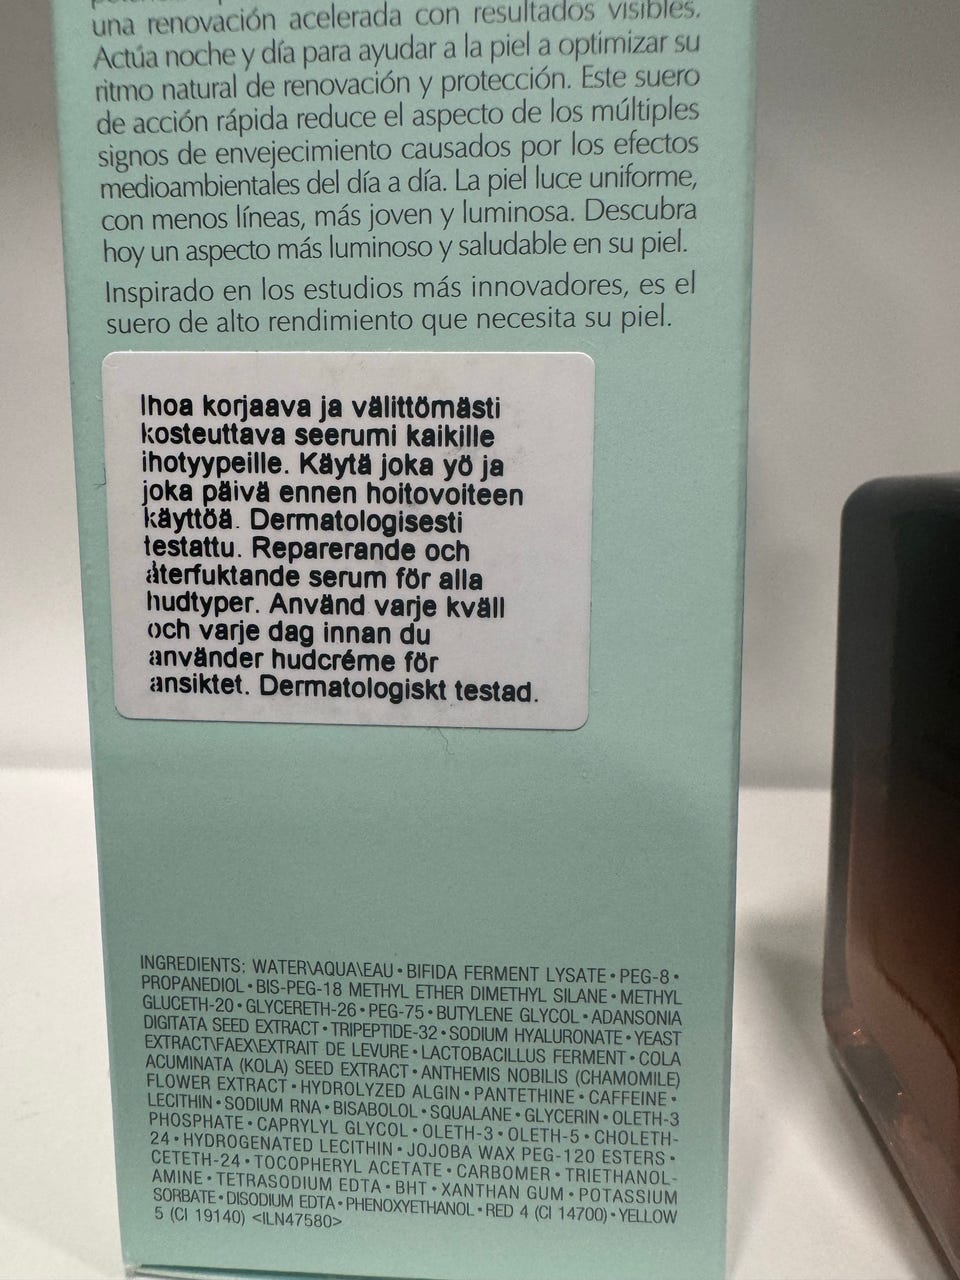 una renovación acelerada con resultados visibles.
Actúa noche y día para ayudar a la piel a optimizar su
ritmo natural de renovación y protección. Este suero
de acción rápida reduce el aspecto de los múltiples
signos de envejecimiento causados por los efectos
medioambientales del día a día. La piel luce uniforme,
con menos líneas, más joven y luminosa. Descubra
hoy un aspecto más luminoso y saludable en su piel.
Inspirado en los estudios más innovadores, es el
suero de alto rendimiento que necesita su piel.
Ihoa korjaava ja välittömästi
kosteuttava seerumi kaikille
ihotyypeille. Käytä joka yö ja
joka päivä ennen hoitovoiteen
käyttöä. Dermatologisesti
testattu. Reparerande och
återfuktande serum för alla
hudtyper. Använd varje kväll
och varje dag innan du
använder hudcréme för
ansiktet. Dermatologiskt testad.
INGREDIENTS: WATER\AQUA\EAU • BIFIDA FERMENT LYSATE • PEG-8 •
PROPANEDIOL • BIS-PEG-18 METHYL ETHER DIMETHYL SILANE • METHYL
GLUCETH-20 • GLYCERETH-26 • PEG-75 • BUTYLENE GLYCOL • ADANSONIA
DIGITATA SEED EXTRACT • TRIPEPTIDE-32 • SODIUM HYALURONATE • YEAST
EXTRACT\FAEX\EXTRAIT DE LEVURE • LACTOBACILLUS FERMENT • COLA
ACUMINATA (KOLA) SEED EXTRACT • ANTHEMIS NOBILIS (CHAMOMILE)
FLOWER EXTRACT • HYDROLYZED ALGIN • PANTETHINE • CAFFEINE •
LECITHIN • SODIUM RNA • BISABOLOL • SQUALANE • GLYCERIN • OLETH-3
PHOSPHATE • CAPRYLYL GLYCOL • OLETH-3 • OLETH-5 • CHOLETH-
24 • HYDROGENATED LECITHIN • JOJOBA WAX PEG-120 ESTERS •
CETETH-24 • TOCOPHERYL ACETATE • CARBOMER • TRIETHANOL-
AMINE • TETRASODIUM EDTA • BHT • XANTHAN GUM • POTASSIUM
SORBATE • DISODIUM EDTA • PHENOXYETHANOL • RED 4 (CI 14700) • YELLOW
5 (CI 19140) <ILN47580>